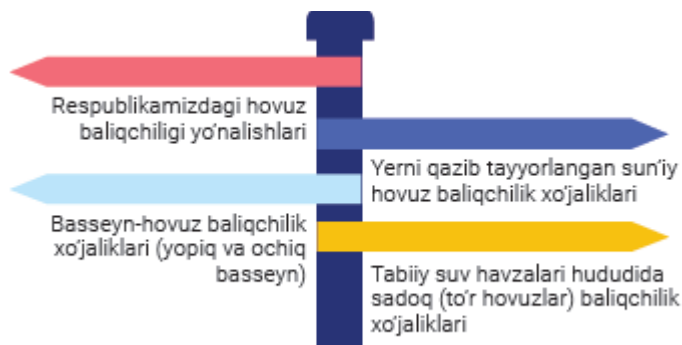 Respublikamizdagi hovuz
baliqchiligi yo'nalishlari
Yerni qazib tayyorlangan sun'iy
hovuz baliqchilik xo'jaliklari
Basseyn-hovuz baliqchilik
xo'jaliklari (yopiq va ochiq
basseyn)
Tabiiy suv havzalari hududida
sadoq (to'r hovuzlar) baliqchilik
xo'jaliklari